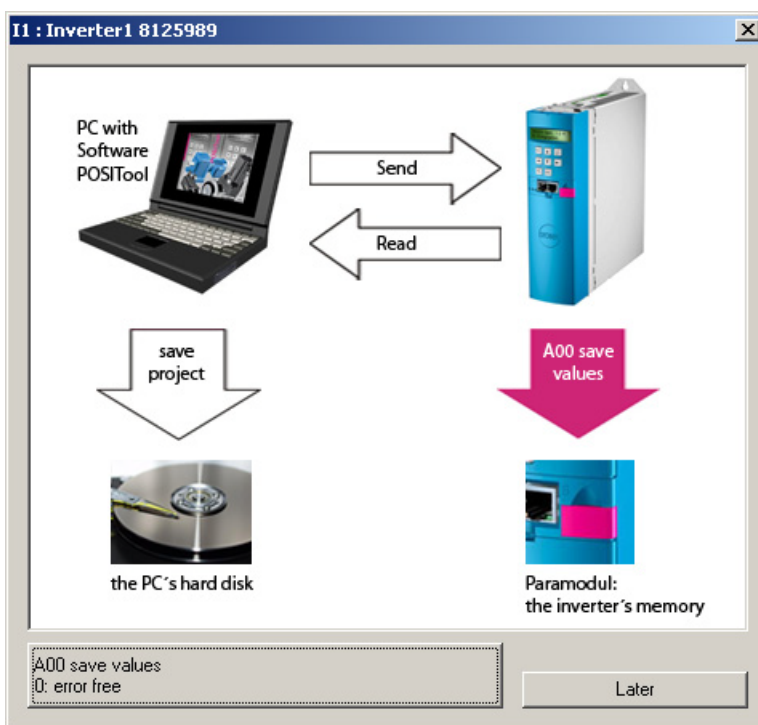 I1 : Inverter1 8125989
PC with
Software
POSITool
Send
Read
save
project
A00 save
values
the PC´s hard disk
Paramodul:
the inverter´s memory
A00 save values
0: error free
Later